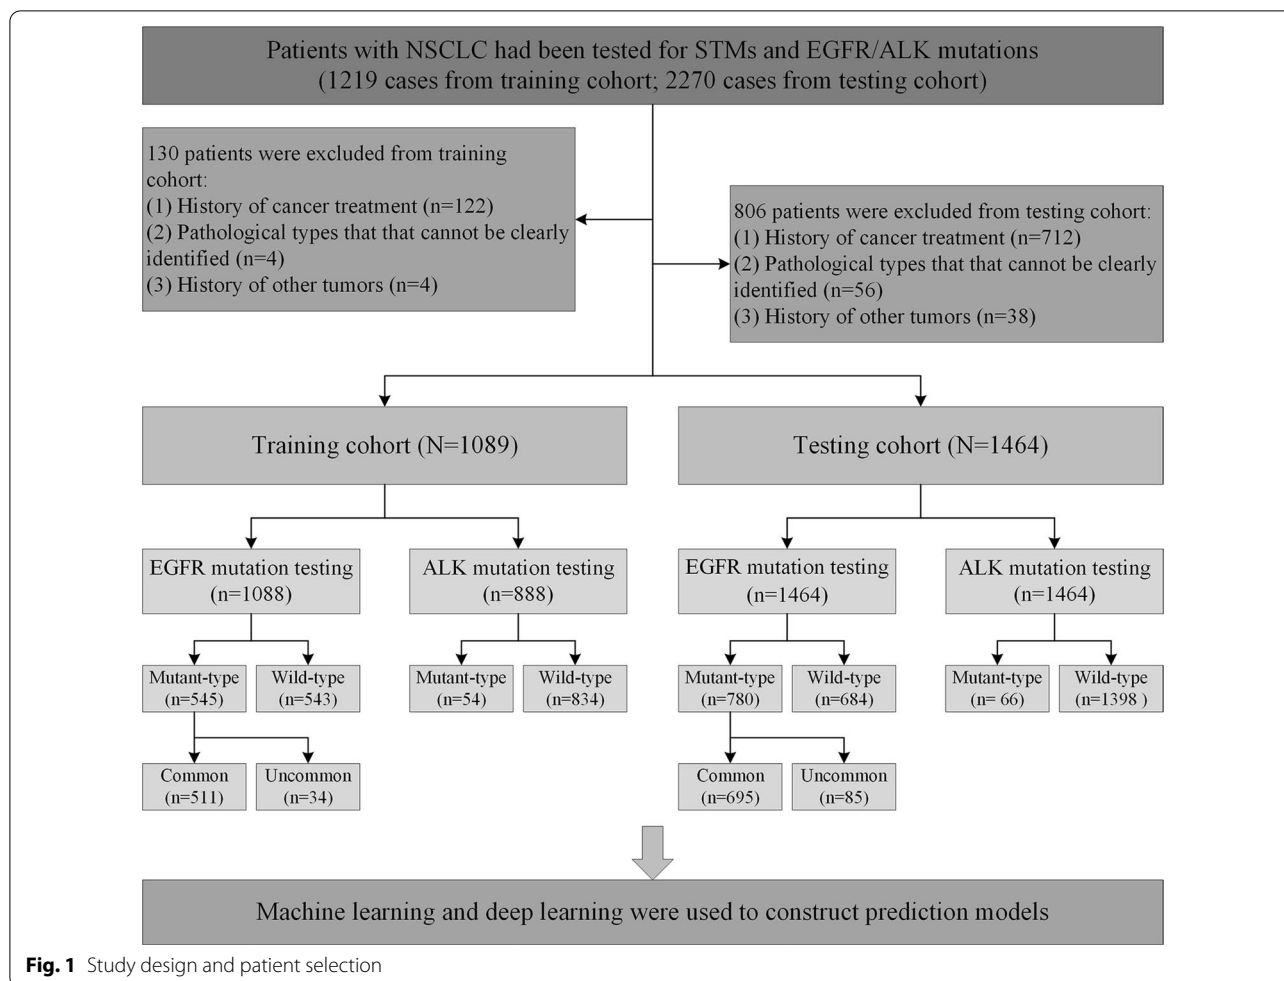 Patients with NSCLC had been tested for STMs and EGFR/ALK mutations
(1219 cases from training cohort; 2270 cases from testing cohort)
130 patients were excluded from training
cohort:
(1) History of cancer treatment (n=122)
(2) Pathological types that that cannot be clearly
identified (n=4)
(3) History of other tumors (n=4)
806 patients were excluded from testing cohort:
(1) History of cancer treatment (n=712)
(2) Pathological types that that cannot be clearly
identified (n=56)
(3) History of other tumors (n=38)
Training cohort (N=1089)
Testing cohort (N=1464)
EGFR mutation testing
(n=1088)
ALK mutation testing
(n=888)
EGFR mutation testing
(n=1464)
ALK mutation testing
(n=1464)
Mutant-type
(n=545)
Wild-type
(n=543)
Mutant-type
(n=54)
Wild-type
(n=834)
Mutant-type
(n=780)
Wild-type
(n=684)
Mutant-type
(n= 66)
Wild-type
(n=1398 )
Common
(n=511)
Uncommon
(n=34)
Common
(n=695)
Uncommon
(n=85)
Machine learning and deep learning were used to construct prediction models
Fig. 1 Study design and patient selection